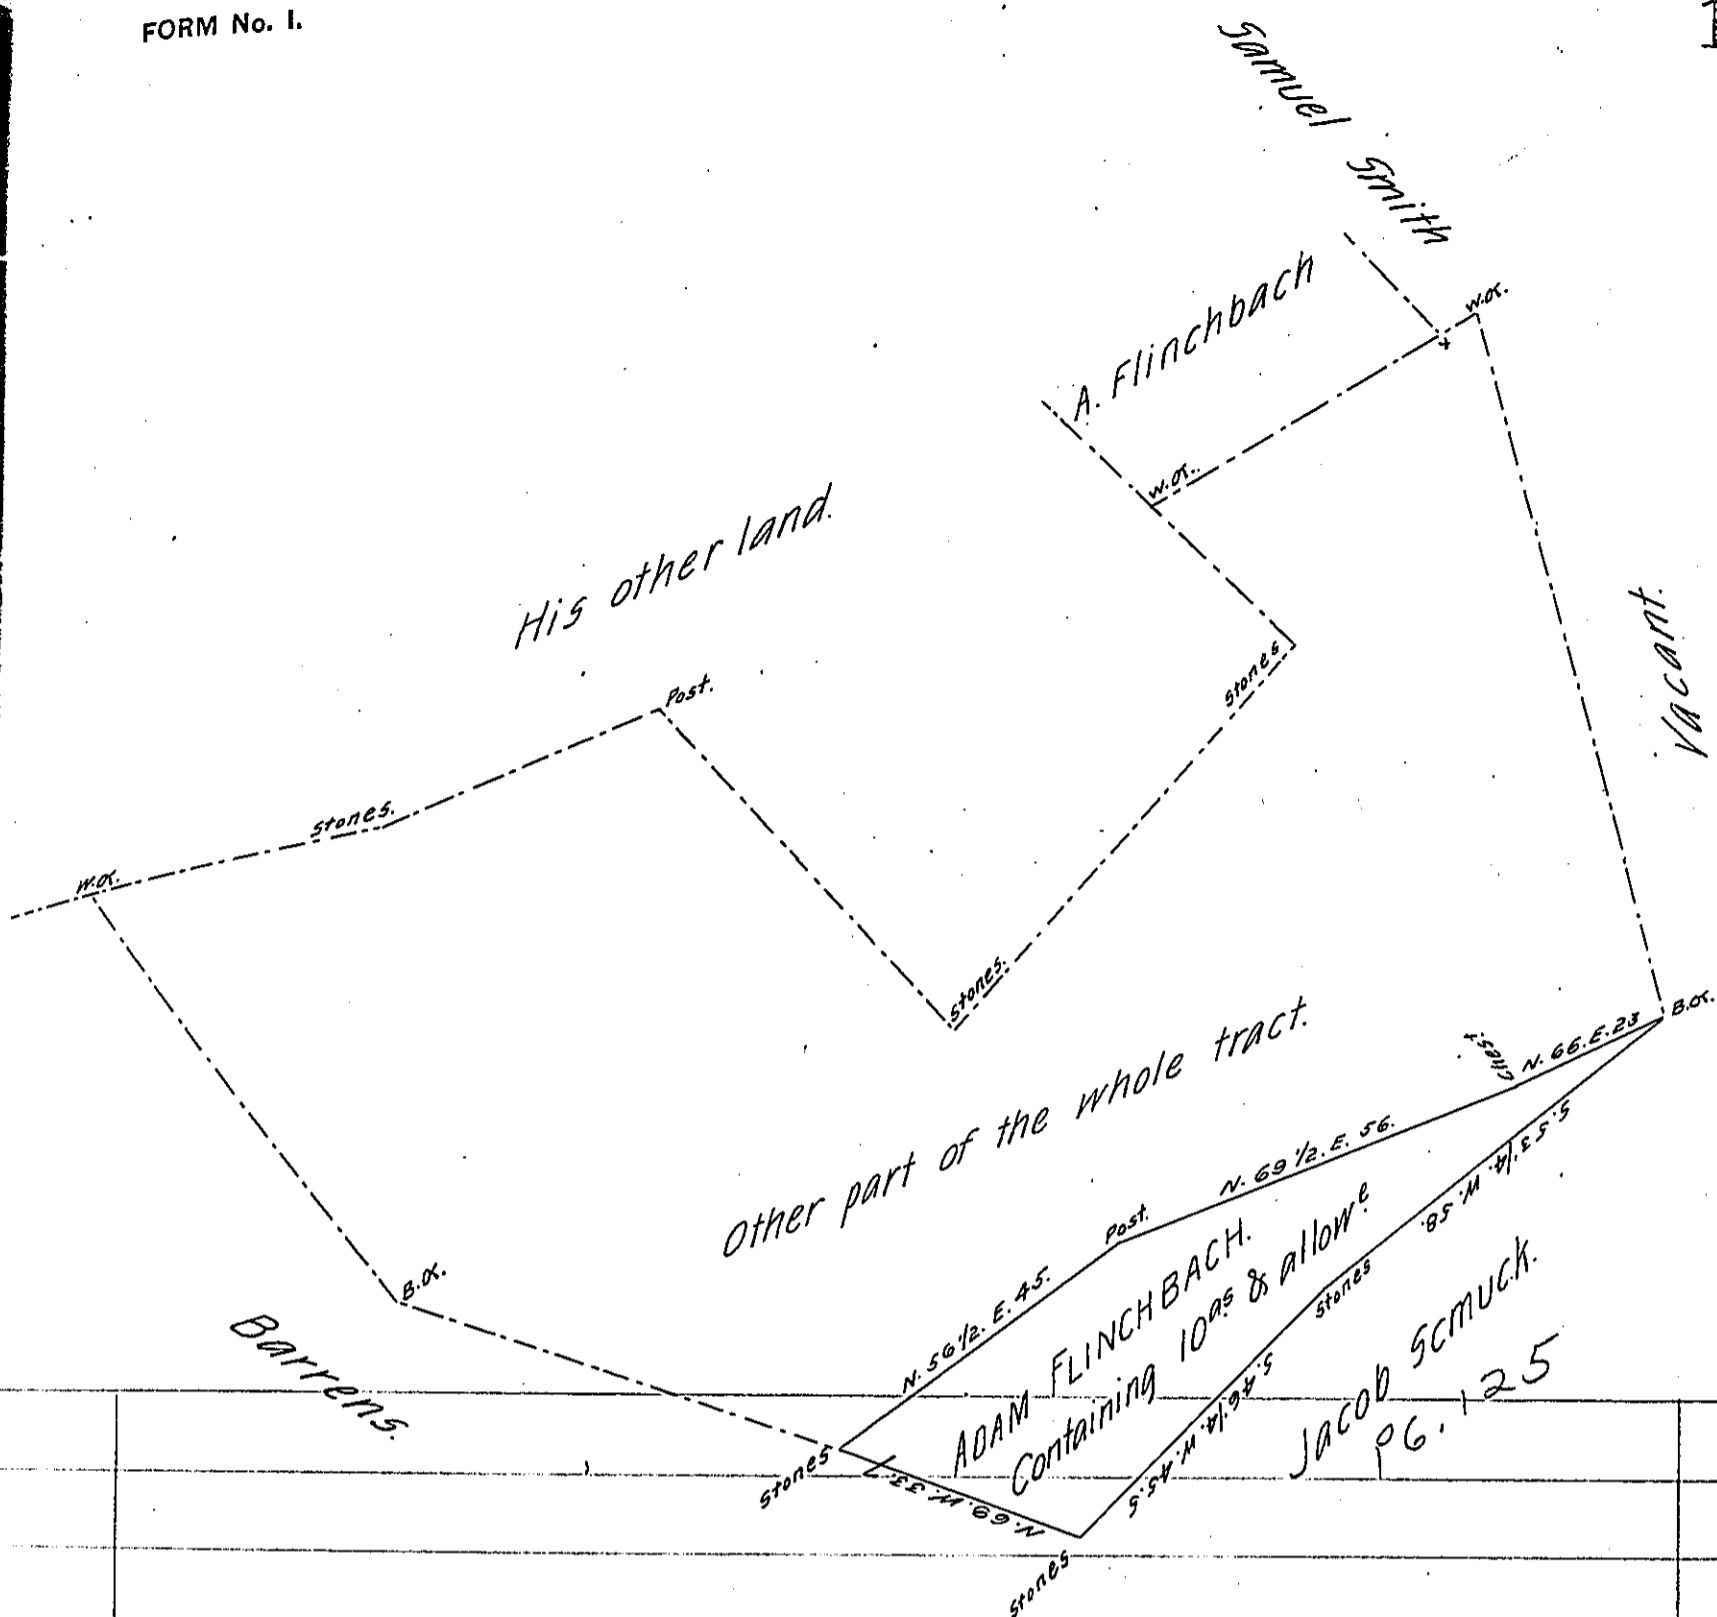 FORM No. 1.
Samuel Smith
A. Flinchbach
W.O.
W.O.
His other land.
Vacant.
Post.
stones
stones.
W.O.
stones.
B.O.
chest.
N. 66. E. 23
Other part of the whole tract.
N. 69 1/2. E. 56.
S. 53 1/4. W. 58.
Post.
B.O.
N. 56 1/2. E. 45.
ADAM FLINCHBACH.
Containing 10as & allowe
stones
Jacob Scmuck.
96.125
Barrens.
S. 46 1/4. W. 45.5
stones
N. 69. W. 33.7
stones